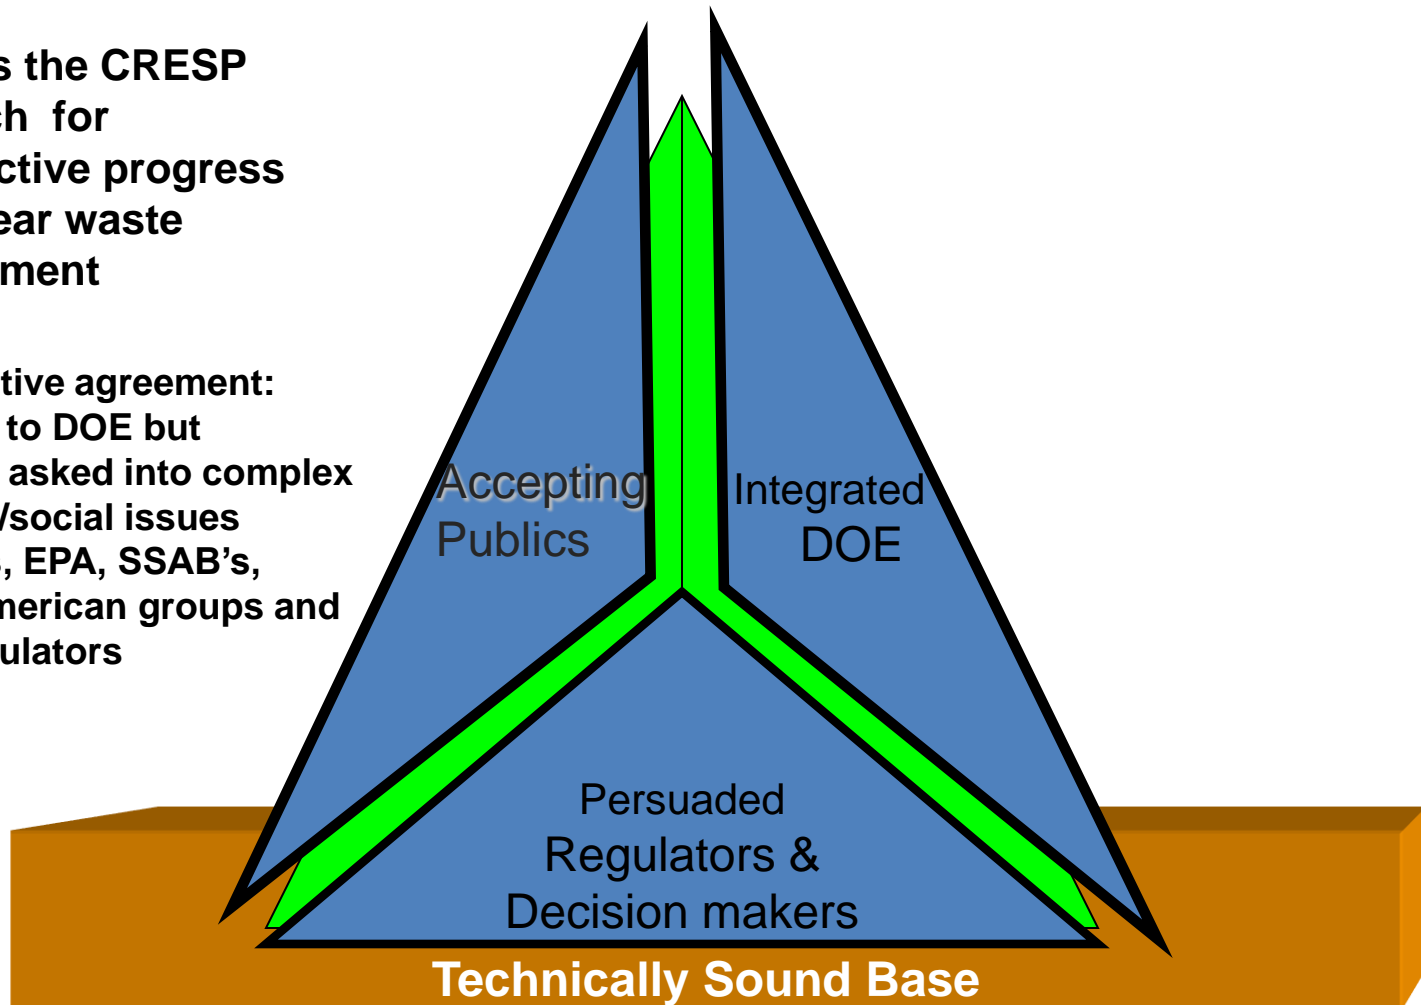 s the CRESP
ch for
ctive progress
ear waste
ment
tive agreement:
to DOE but
asked into complex
/social issues
s, EPA, SSAB’s,
merican groups and
ulators
Accepting
Publics
Integrated
DOE
Persuaded
Regulators &
Decision makers
Technically Sound Base